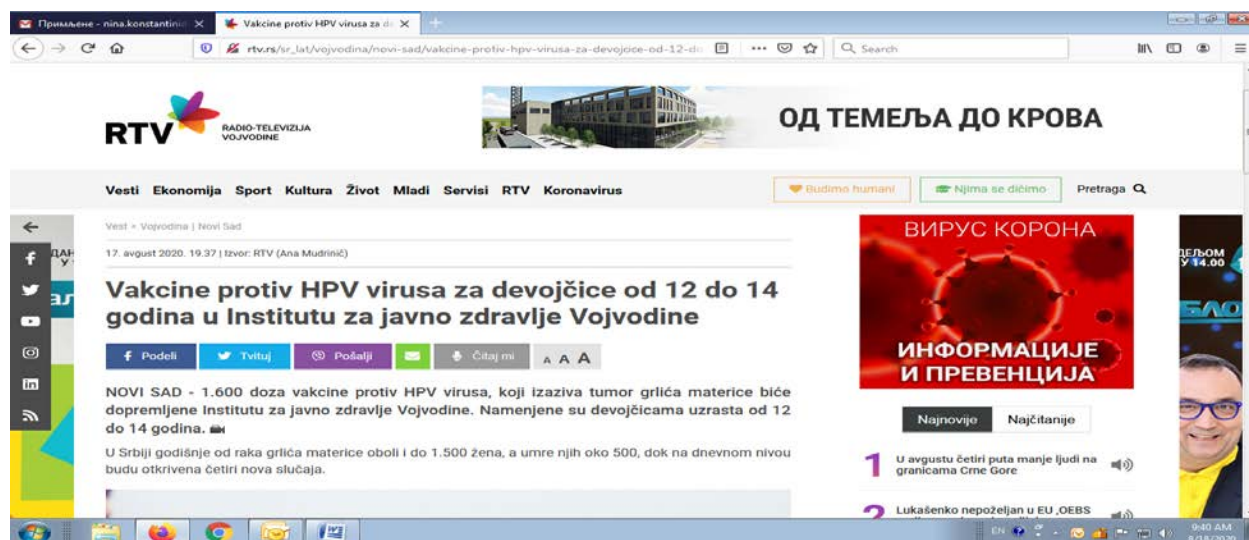 Примљене - nina.konstantini
Vakcine protiv HPV virusa za d
rtv.rs/sr_lat/vojvodina/novi-sad/vakcine-protiv-hpv-virusa-za-devojcice-od-12-d
Search
RTV
RADIO-TELEVIZIJA
VOJVODINE
ОД ТЕМЕЉА ДО КРОВА
Vesti Ekonomija Sport Kultura Život Mladi Servisi RTV Koronavirus
Budimo humani
Njima se dičimo
Pretraga
Vest » Vojvodina | Novi Sad
17. avgust 2020. 19.37 | Izvor: RTV (Ana Mudrinić)
Vakcine protiv HPV virusa za devojčice od 12 do 14
godina u Institutu za javno zdravlje Vojvodine
Podeli
Tvituj
Pošalji
Čitaj mi
A A A
NOVI SAD - 1.600 doza vakcine protiv HPV virusa, koji izaziva tumor grlića materice biće
dopremljene Institutu za javno zdravlje Vojvodine. Namenjene su devojčicama uzrasta od 12
do 14 godina.
U Srbiji godišnje od raka grlića materice oboli i do 1.500 žena, a umre njih oko 500, dok na dnevnom nivou
budu otkrivena četiri nova slučaja.
ВИРУС КОРОНА
ИНФОРМАЦИЈЕ
И ПРЕВЕНЦИЈА
Najnovije
Najčitanije
1
U avgustu četiri puta manje ljudi na
granicama Crne Gore
2
Lukašenko nepoželjan u EU ,OEBS
ДЕЉОМ
У 14.00
EN
9:40 AM
8/18/2020